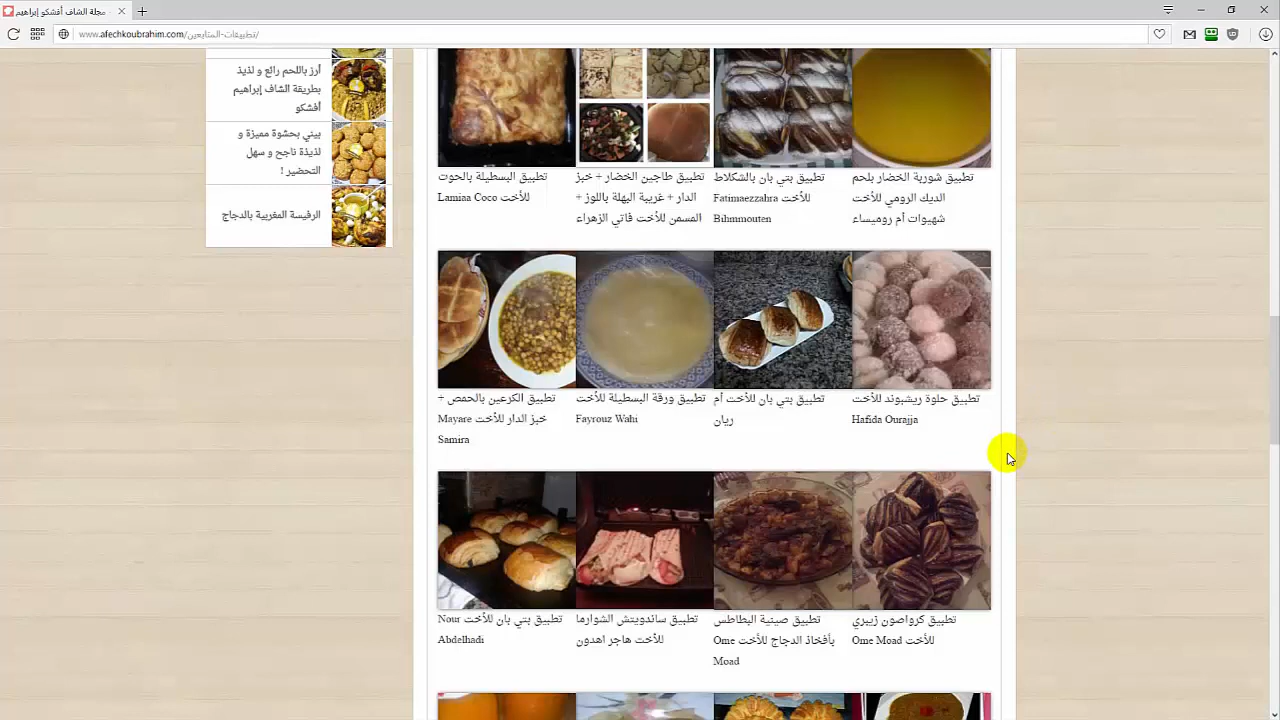 مجلة الشاف أفشكو إبراهيم -
www.afechkoubrahim.com/تطبيقات-المتابعين/
أرز باللحم رائع و لذيذ
بطريقة الشاف إبراهيم
أفشكو
بيني بحشوة مميزة و
لذيذة ناجح و سهل
التحضير !
الرفيسة المغربية بالدجاج
تطبيق شوربة الخضار بلحم
الديك الرومي للأخت
شهيوات أم روميساء
تطبيق بتي بان بالشكلاط
للأخت Fatimaezzahra
Bihmmouten
تطبيق طاجين الخضار + خبز
الدار + غريبة البهلة باللوز +
المسمن للأخت فاتي الزهراء
تطبيق البسطيلة بالحوت
للأخت Lamiaa Coco
تطبيق حلوة ريشبوند للأخت
Hafida Ourajja
تطبيق بتي بان للأخت أم
ريان
تطبيق ورقة البسطيلة للأخت
Fayrouz Wahi
تطبيق الكرعين بالحمص +
خبز الدار للأخت Mayare
Samira
تطبيق كرواصون زيبري
للأخت Ome Moad
تطبيق صينية البطاطس
بأفخاذ الدجاج للأخت Ome
Moad
تطبيق ساندويتش الشوارما
للأخت هاجر اهدون
تطبيق بتي بان للأخت Nour
Abdelhadi